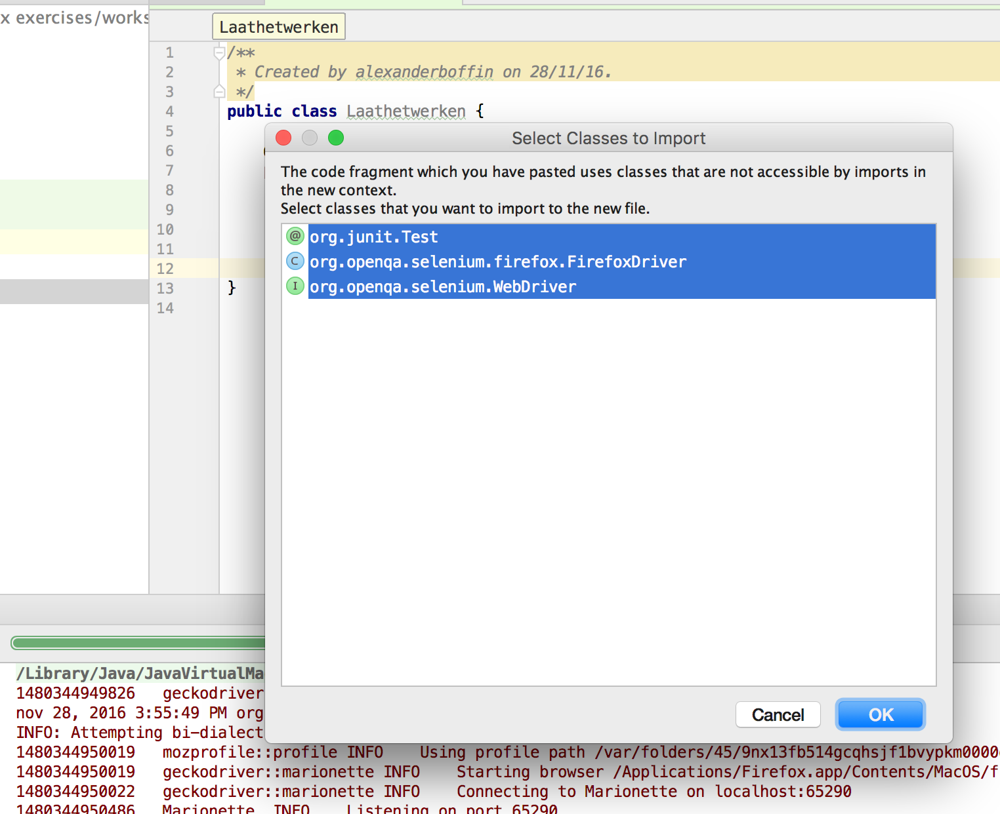 x exercises/works
Laathetwerken
1 /**
2 * Created by alexanderboffin on 28/11/16.
3 */
4 public class Laathetwerken {
5
6
7
8
9
10
11
12
13 }
14
Select Classes to Import
The code fragment which you have pasted uses classes that are not accessible by imports in
the new context.
Select classes that you want to import to the new file.
@ org.junit.Test
C org.openqa.selenium.firefox.FirefoxDriver
I org.openqa.selenium.WebDriver
Cancel OK
/Library/Java/JavaVirtualMa
1480344949826 geckodriver
nov 28, 2016 3:55:49 PM org
INFO: Attempting bi-dialect
1480344950019 mozprofile::profile INFO Using profile path /var/folders/45/9nx13fb514gcqhsjf1bvypkm0000
1480344950019 geckodriver::marionette INFO Starting browser /Applications/Firefox.app/Contents/MacOS/f
1480344950022 geckodriver::marionette INFO Connecting to Marionette on localhost:65290
1480344950486 Marionette INFO Listening on port 65290